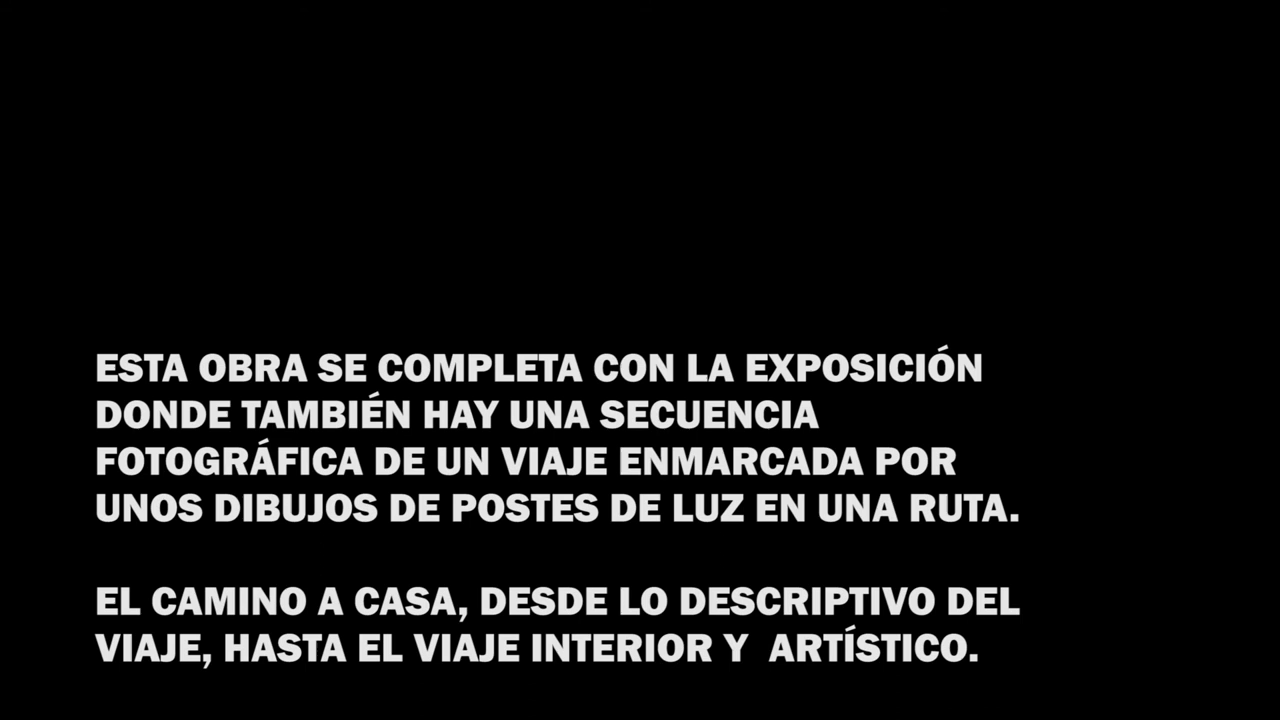 ESTA OBRA SE COMPLETA CON LA EXPOSICIÓN
DONDE TAMBIÉN HAY UNA SECUENCIA
FOTOGRÁFICA DE UN VIAJE ENMARCADA POR
UNOS DIBUJOS DE POSTES DE LUZ EN UNA RUTA.
EL CAMINO A CASA, DESDE LO DESCRIPTIVO DEL
VIAJE, HASTA EL VIAJE INTERIOR Y  ARTÍSTICO.